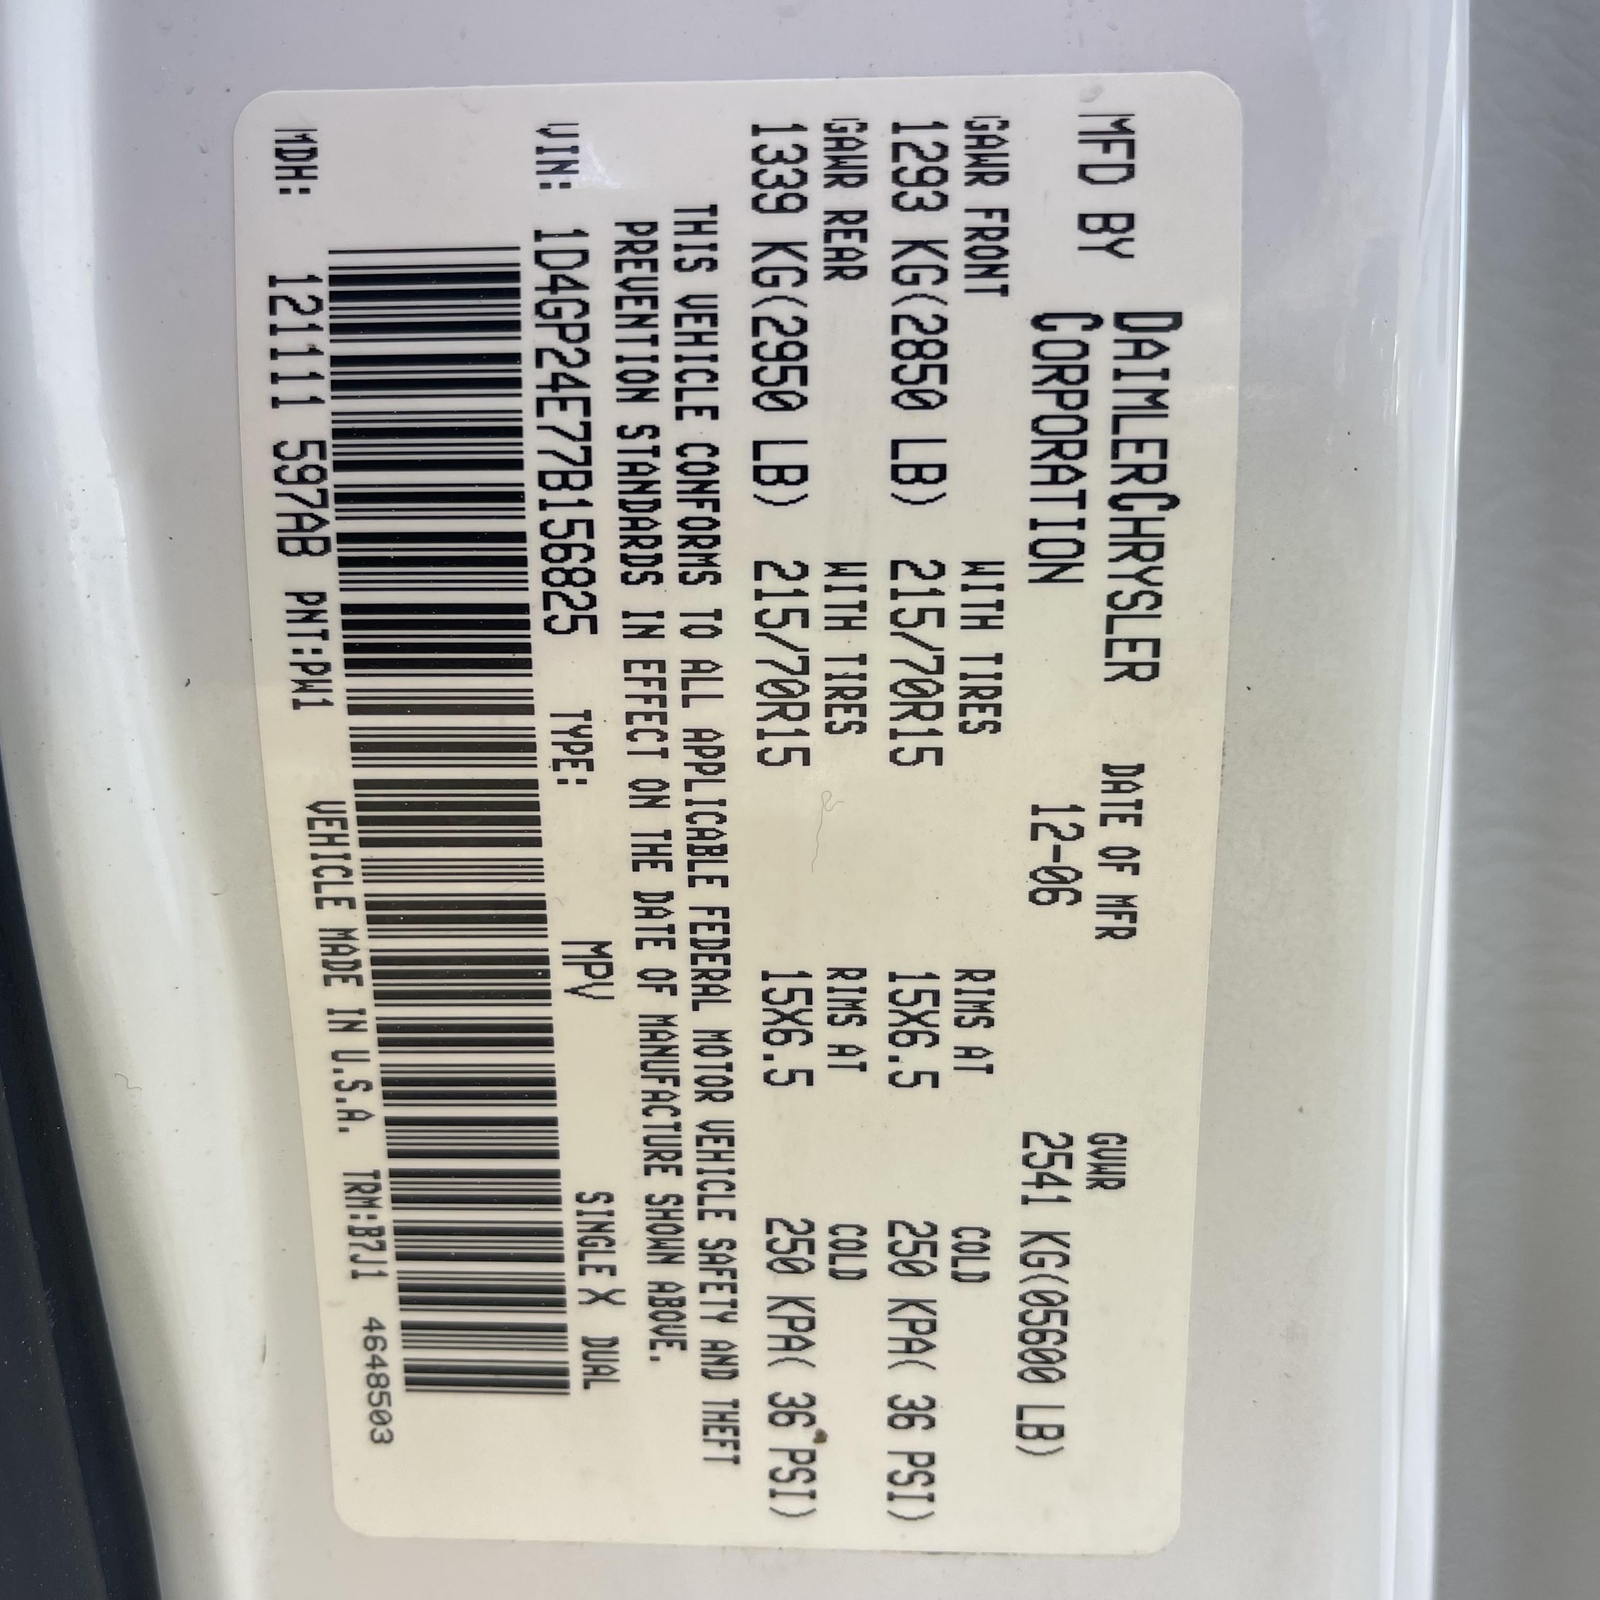 MFD BY DAIMLERCHRYSLER DATE OF MFR GVWR
CORPORATION 12-06 2541 KG(05600 LB)
GAWR FRONT WITH TIRES RIMS AT COLD
1293 KG(2850 LB) 215/70R15 15X6.5 250 KPA( 36 PSI)
GAWR REAR WITH TIRES RIMS AT COLD
1339 KG(2950 LB) 215/70R15 15X6.5 250 KPA( 36 PSI)
THIS VEHICLE CONFORMS TO ALL APPLICABLE FEDERAL MOTOR VEHICLE SAFETY AND THEFT
PREVENTION STANDARDS IN EFFECT ON THE DATE OF MANUFACTURE SHOWN ABOVE.
VIN: 1D4GP24E77B156825 TYPE: MPV SINGLE X DUAL
MDH: 121111 597AB PNT:PW1 VEHICLE MADE IN U.S.A. TRM:B7J1 4648503